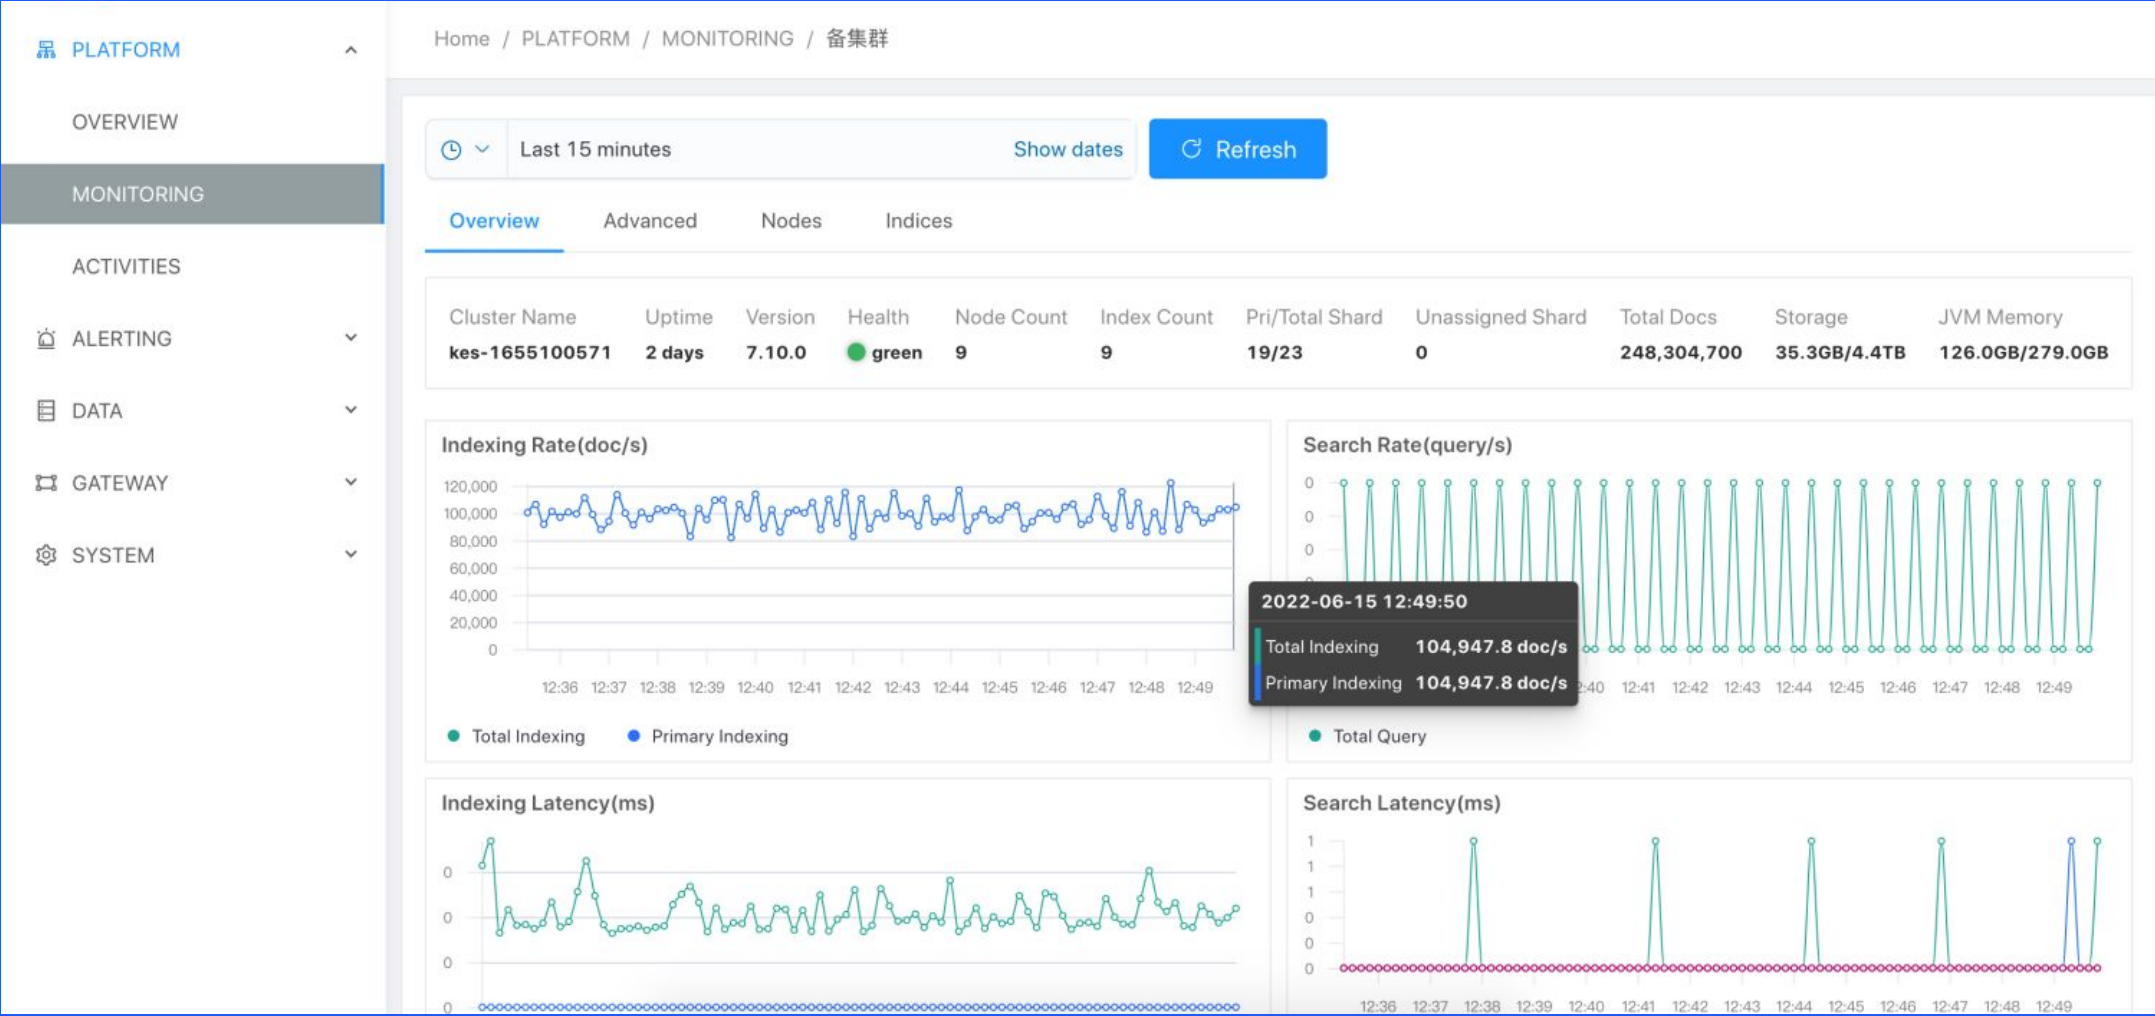 PLATFORM
OVERVIEW
MONITORING
ACTIVITIES
ALERTING
DATA
GATEWAY
SYSTEM
Home / PLATFORM / MONITORING / 备集群
Last 15 minutes Show dates Refresh
Overview Advanced Nodes Indices
Cluster Name Uptime Version Health Node Count Index Count Pri/Total Shard Unassigned Shard Total Docs Storage JVM Memory
kes-1655100571 2 days 7.10.0 green 9 9 19/23 0 248,304,700 35.3GB/4.4TB 126.0GB/279.0GB
Indexing Rate(doc/s)
120,000
100,000
80,000
60,000
40,000
20,000
0
12:36 12:37 12:38 12:39 12:40 12:41 12:42 12:43 12:44 12:45 12:46 12:47 12:48 12:49
Total Indexing Primary Indexing
Search Rate(query/s)
0
0
0
2022-06-15 12:49:50
Total Indexing 104,947.8 doc/s
Primary Indexing 104,947.8 doc/s
2:40 12:41 12:42 12:43 12:44 12:45 12:46 12:47 12:48 12:49
Total Query
Indexing Latency(ms)
0
0
0
0
Search Latency(ms)
1
1
1
0
0
0
12:36 12:37 12:38 12:39 12:40 12:41 12:42 12:43 12:44 12:45 12:46 12:47 12:48 12:49